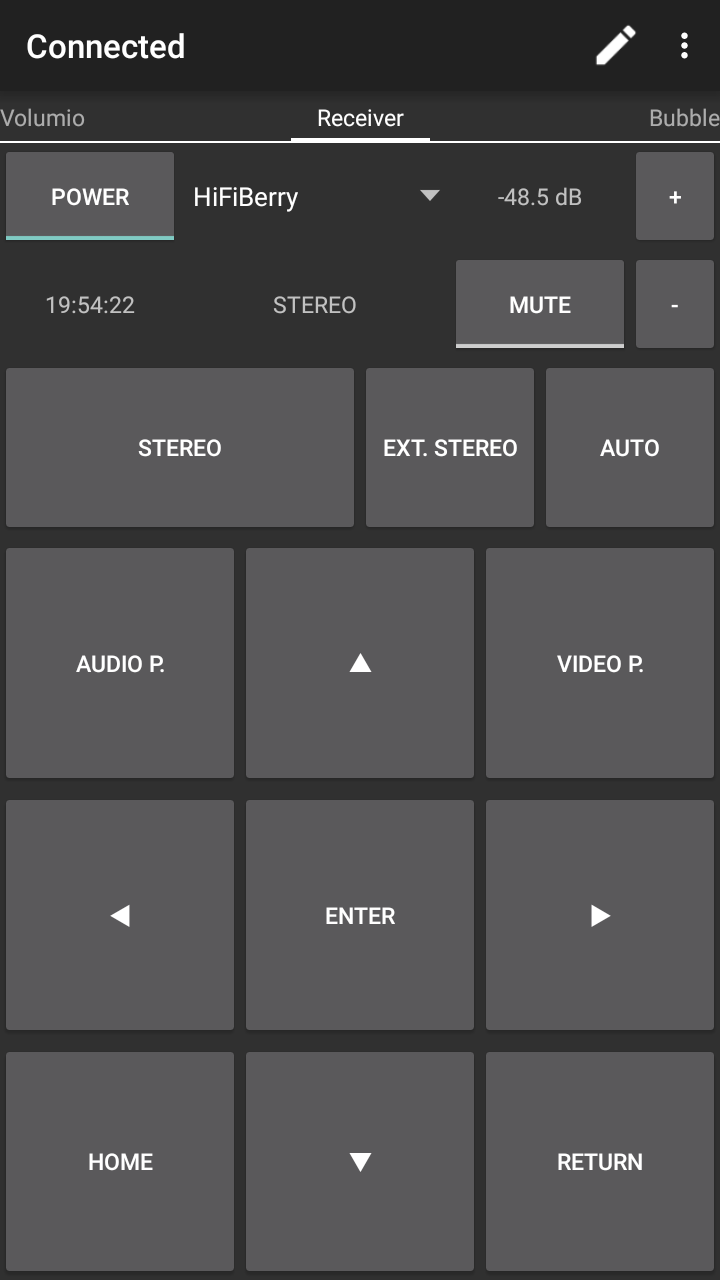 Connected
Volumio Receiver Bubble
POWER HiFiBerry -48.5 dB +
19:54:22 STEREO MUTE -
STEREO EXT. STEREO AUTO
AUDIO P. ▲ VIDEO P.
◀ ENTER ▶
HOME ▼ RETURN